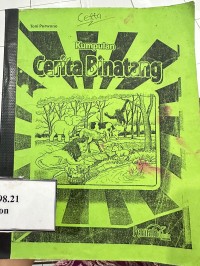 Cerita
Kumpulan
Cerita Binatang
98.21
on